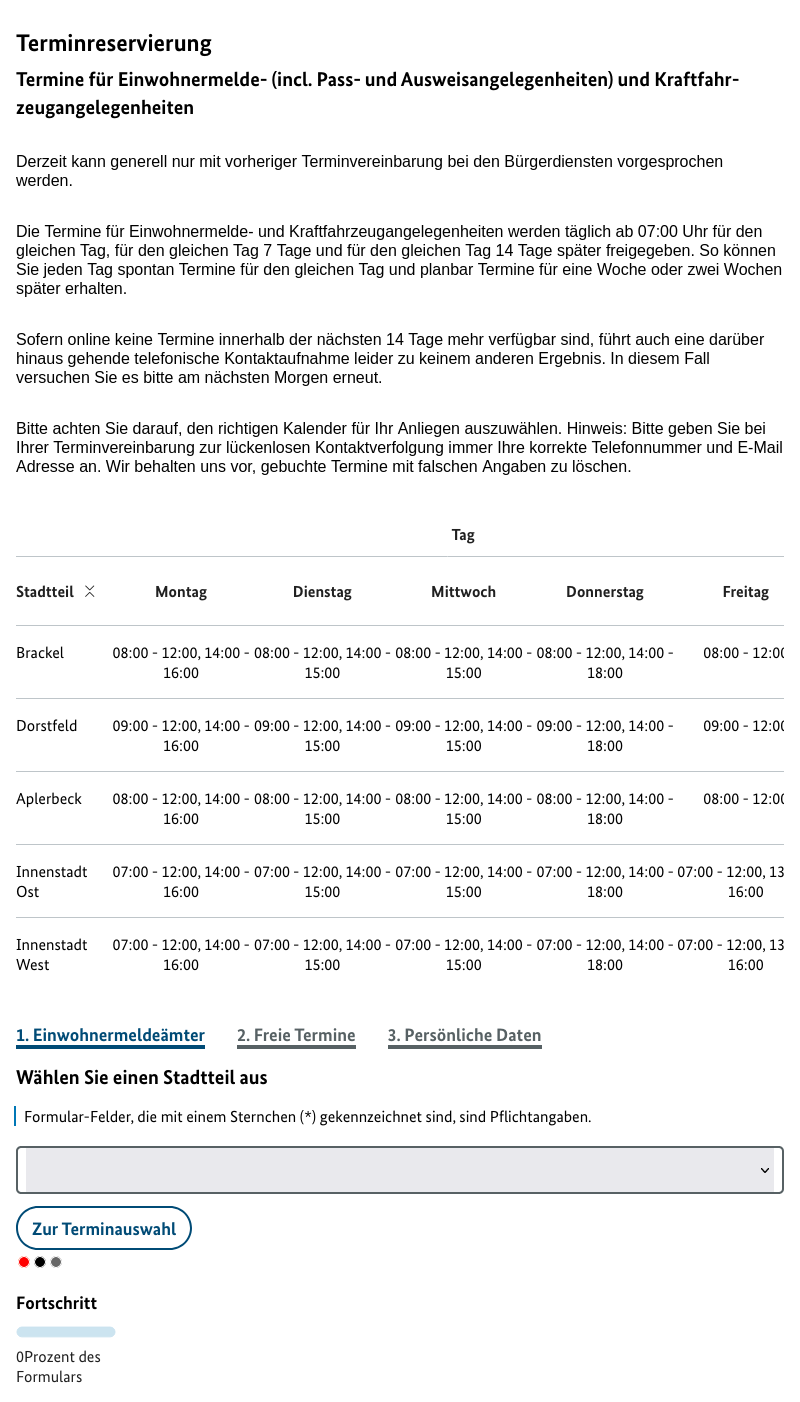 Terminreservierung
Termine für Einwohnermelde- (incl. Pass- und Ausweisangelegenheiten) und Kraftfahr-
zeugangelegenheiten
Derzeit kann generell nur mit vorheriger Terminvereinbarung bei den Bürgerdiensten vorgesprochen
werden.
Die Termine für Einwohnermelde- und Kraftfahrzeugangelegenheiten werden täglich ab 07:00 Uhr für den
gleichen Tag, für den gleichen Tag 7 Tage und für den gleichen Tag 14 Tage später freigegeben. So können
Sie jeden Tag spontan Termine für den gleichen Tag und planbar Termine für eine Woche oder zwei Wochen
später erhalten.
Sofern online keine Termine innerhalb der nächsten 14 Tage mehr verfügbar sind, führt auch eine darüber
hinaus gehende telefonische Kontaktaufnahme leider zu keinem anderen Ergebnis. In diesem Fall
versuchen Sie es bitte am nächsten Morgen erneut.
Bitte achten Sie darauf, den richtigen Kalender für Ihr Anliegen auszuwählen. Hinweis: Bitte geben Sie bei
Ihrer Terminvereinbarung zur lückenlosen Kontaktverfolgung immer Ihre korrekte Telefonnummer und E-Mail
Adresse an. Wir behalten uns vor, gebuchte Termine mit falschen Angaben zu löschen.
Tag
Stadtteil Montag Dienstag Mittwoch Donnerstag Freitag
Brackel 08:00 - 12:00, 14:00 - 08:00 - 12:00, 14:00 - 08:00 - 12:00, 14:00 - 08:00 - 12:00, 14:00 - 08:00 - 12:00
16:00 15:00 15:00 18:00
Dorstfeld 09:00 - 12:00, 14:00 - 09:00 - 12:00, 14:00 - 09:00 - 12:00, 14:00 - 09:00 - 12:00, 14:00 - 09:00 - 12:00
16:00 15:00 15:00 18:00
Aplerbeck 08:00 - 12:00, 14:00 - 08:00 - 12:00, 14:00 - 08:00 - 12:00, 14:00 - 08:00 - 12:00, 14:00 - 08:00 - 12:00
16:00 15:00 15:00 18:00
Innenstadt 07:00 - 12:00, 14:00 - 07:00 - 12:00, 14:00 - 07:00 - 12:00, 14:00 - 07:00 - 12:00, 14:00 - 07:00 - 12:00, 13
Ost 16:00 15:00 15:00 18:00 16:00
Innenstadt 07:00 - 12:00, 14:00 - 07:00 - 12:00, 14:00 - 07:00 - 12:00, 14:00 - 07:00 - 12:00, 14:00 - 07:00 - 12:00, 13
West 16:00 15:00 15:00 18:00 16:00
1. Einwohnermeldeämter 2. Freie Termine 3. Persönliche Daten
Wählen Sie einen Stadtteil aus
Formular-Felder, die mit einem Sternchen (*) gekennzeichnet sind, sind Pflichtangaben.
Zur Terminauswahl
Fortschritt
0Prozent des
Formulars